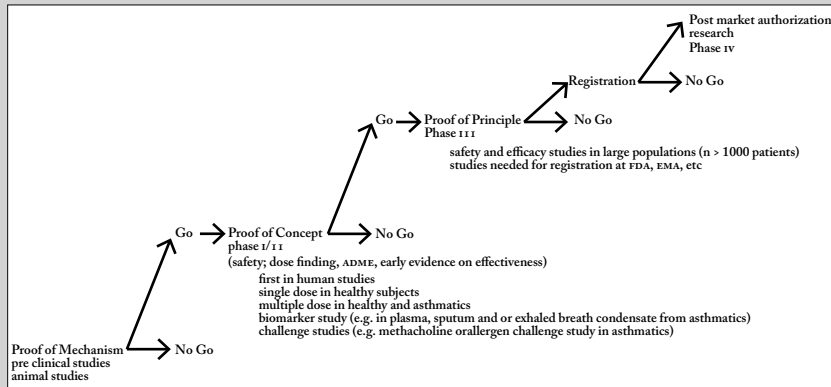 Post market authorization
research
Phase IV
Registration
No Go
Go
Proof of Principle
Phase III
No Go
safety and efficacy studies in large populations (n > 1000 patients)
studies needed for registration at FDA, EMA, etc
Go
Proof of Concept
phase I/II
No Go
(safety; dose finding, ADME, early evidence on effectiveness)
first in human studies
single dose in healthy subjects
multiple dose in healthy and asthmatics
biomarker study (e.g. in plasma, sputum and or exhaled breath condensate from asthmatics)
challenge studies (e.g. methacholine orallergen challenge study in asthmatics)
Proof of Mechanism
No Go
pre clinical studies
animal studies